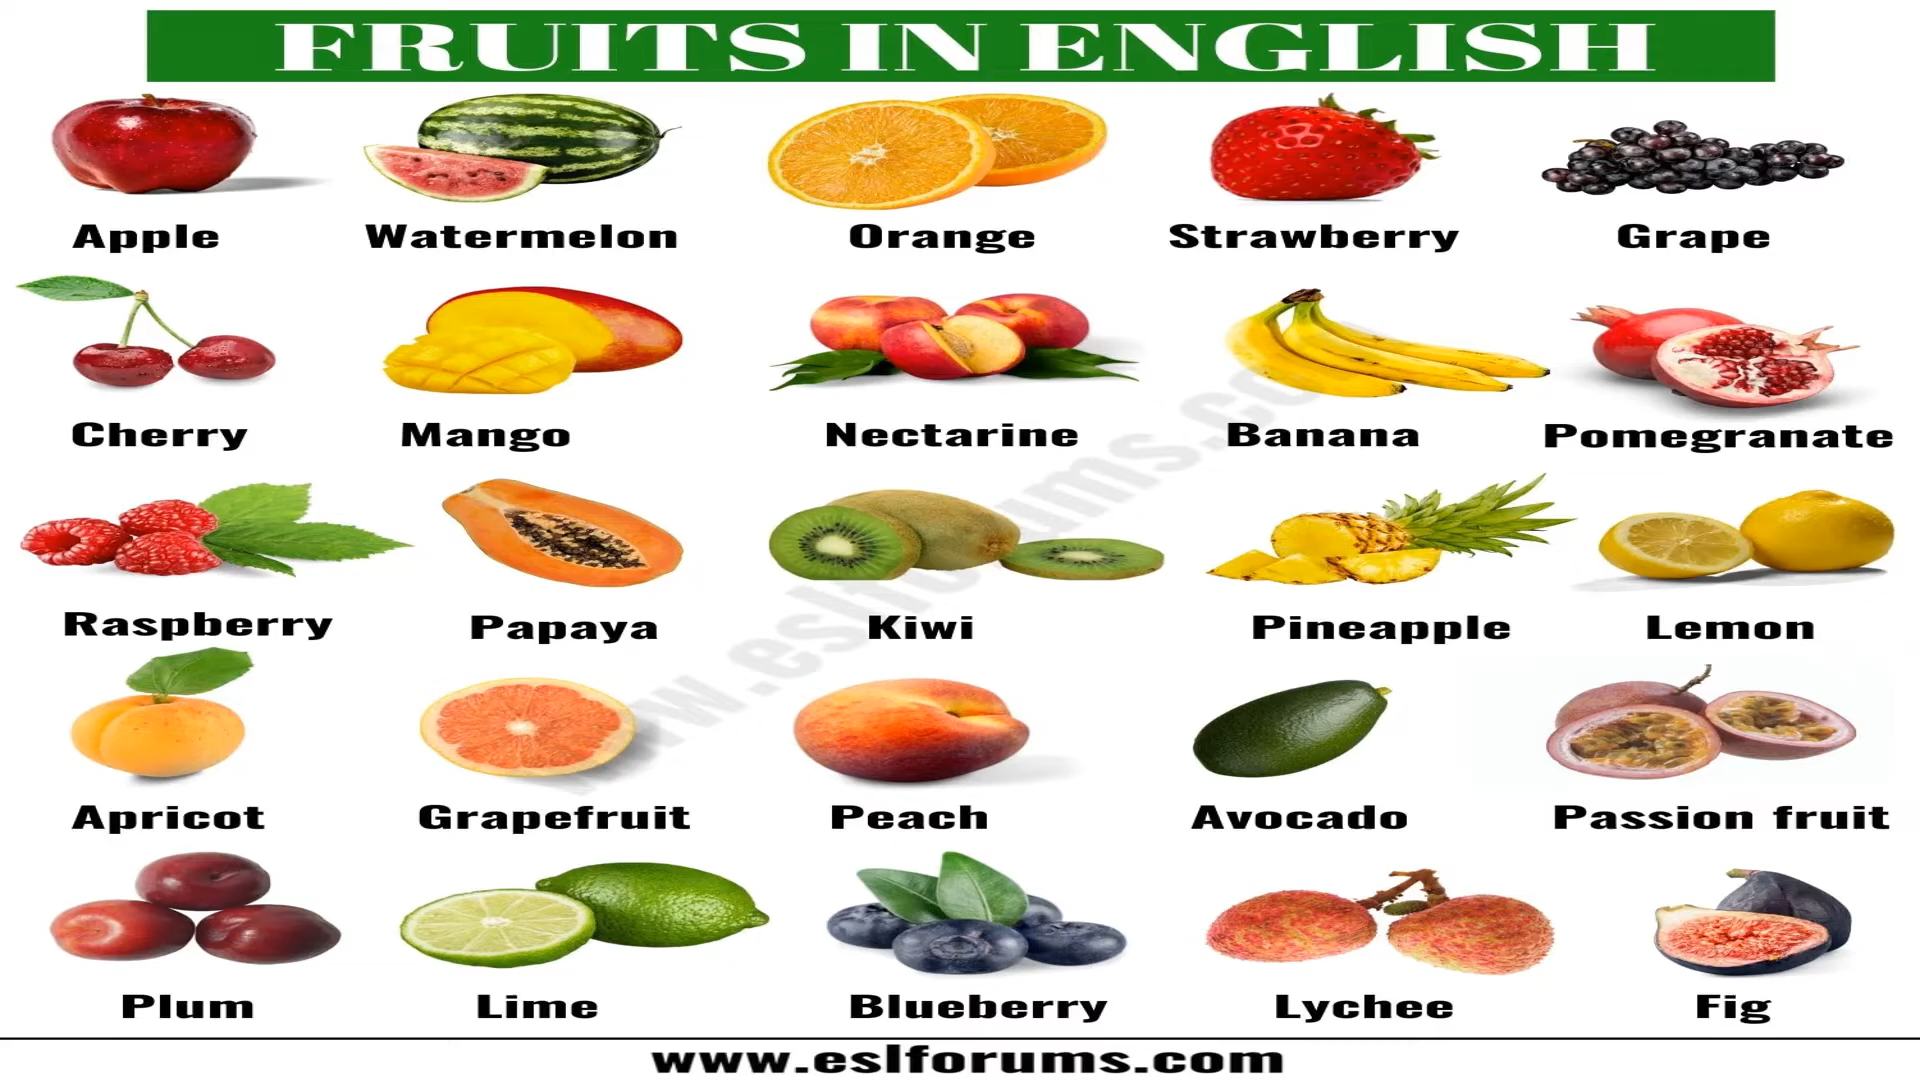 FRUITS IN ENGLISH
Apple Watermelon Orange Strawberry Grape
Cherry Mango Nectarine Banana Pomegranate
Raspberry Papaya Kiwi Pineapple Lemon
Apricot Grapefruit Peach Avocado Passion fruit
Plum Lime Blueberry Lychee Fig
www.eslforums.com